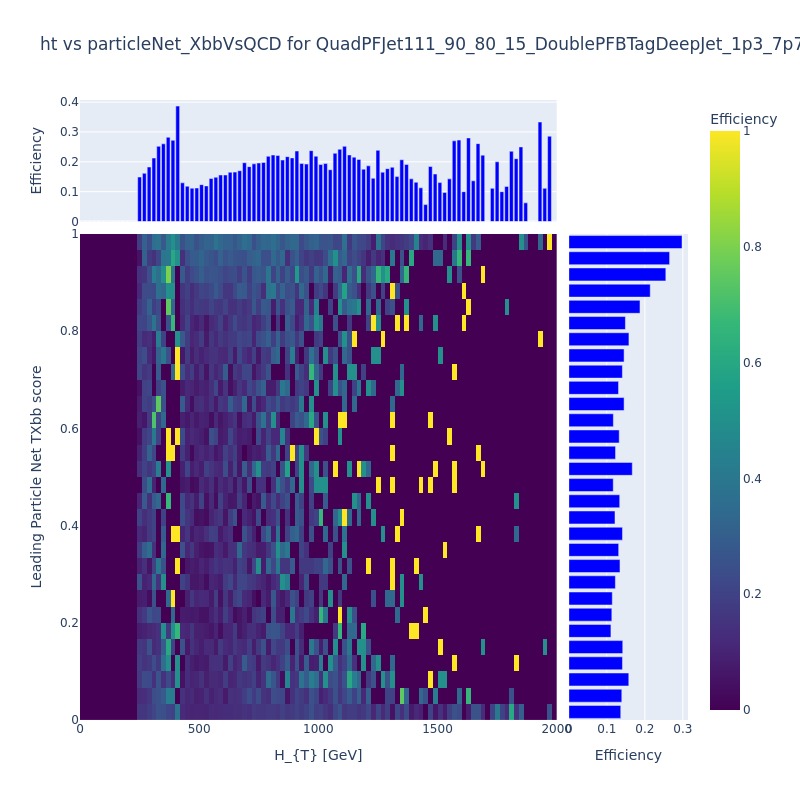 ht vs particleNet_XbbVsQCD for QuadPFJet111_90_80_15_DoublePFBTagDeepJet_1p3_7p7
Efficiency
0.4
0.3
0.2
0.1
0
Efficiency
1
0.8
0.6
0.4
0.2
0
Leading Particle Net TXbb score
1
0.8
0.6
0.4
0.2
0
0 500 1000 1500 2000
H_{T} [GeV]
0 0.1 0.2 0.3
Efficiency